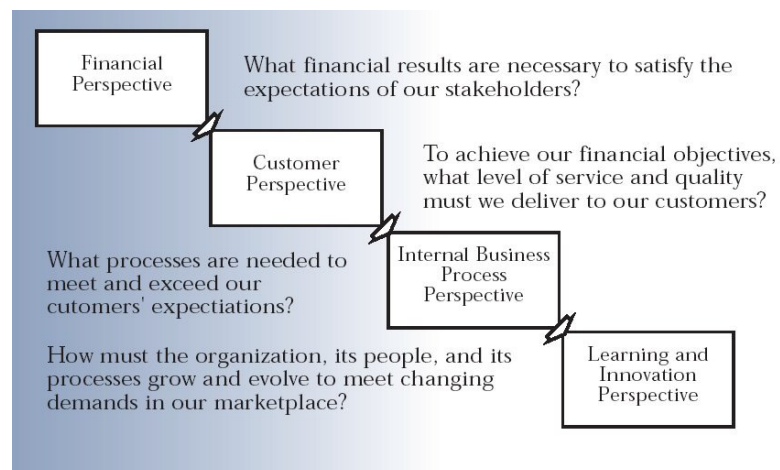 Financial
Perspective
What financial results are necessary to satisfy the
expectations of our stakeholders?
Customer
Perspective
To achieve our financial objectives,
what level of service and quality
must we deliver to our customers?
What processes are needed to
meet and exceed our
cutomers' expectiations?
Internal Business
Process
Perspective
How must the organization, its people, and its
processes grow and evolve to meet changing
demands in our marketplace?
Learning and
Innovation
Perspective